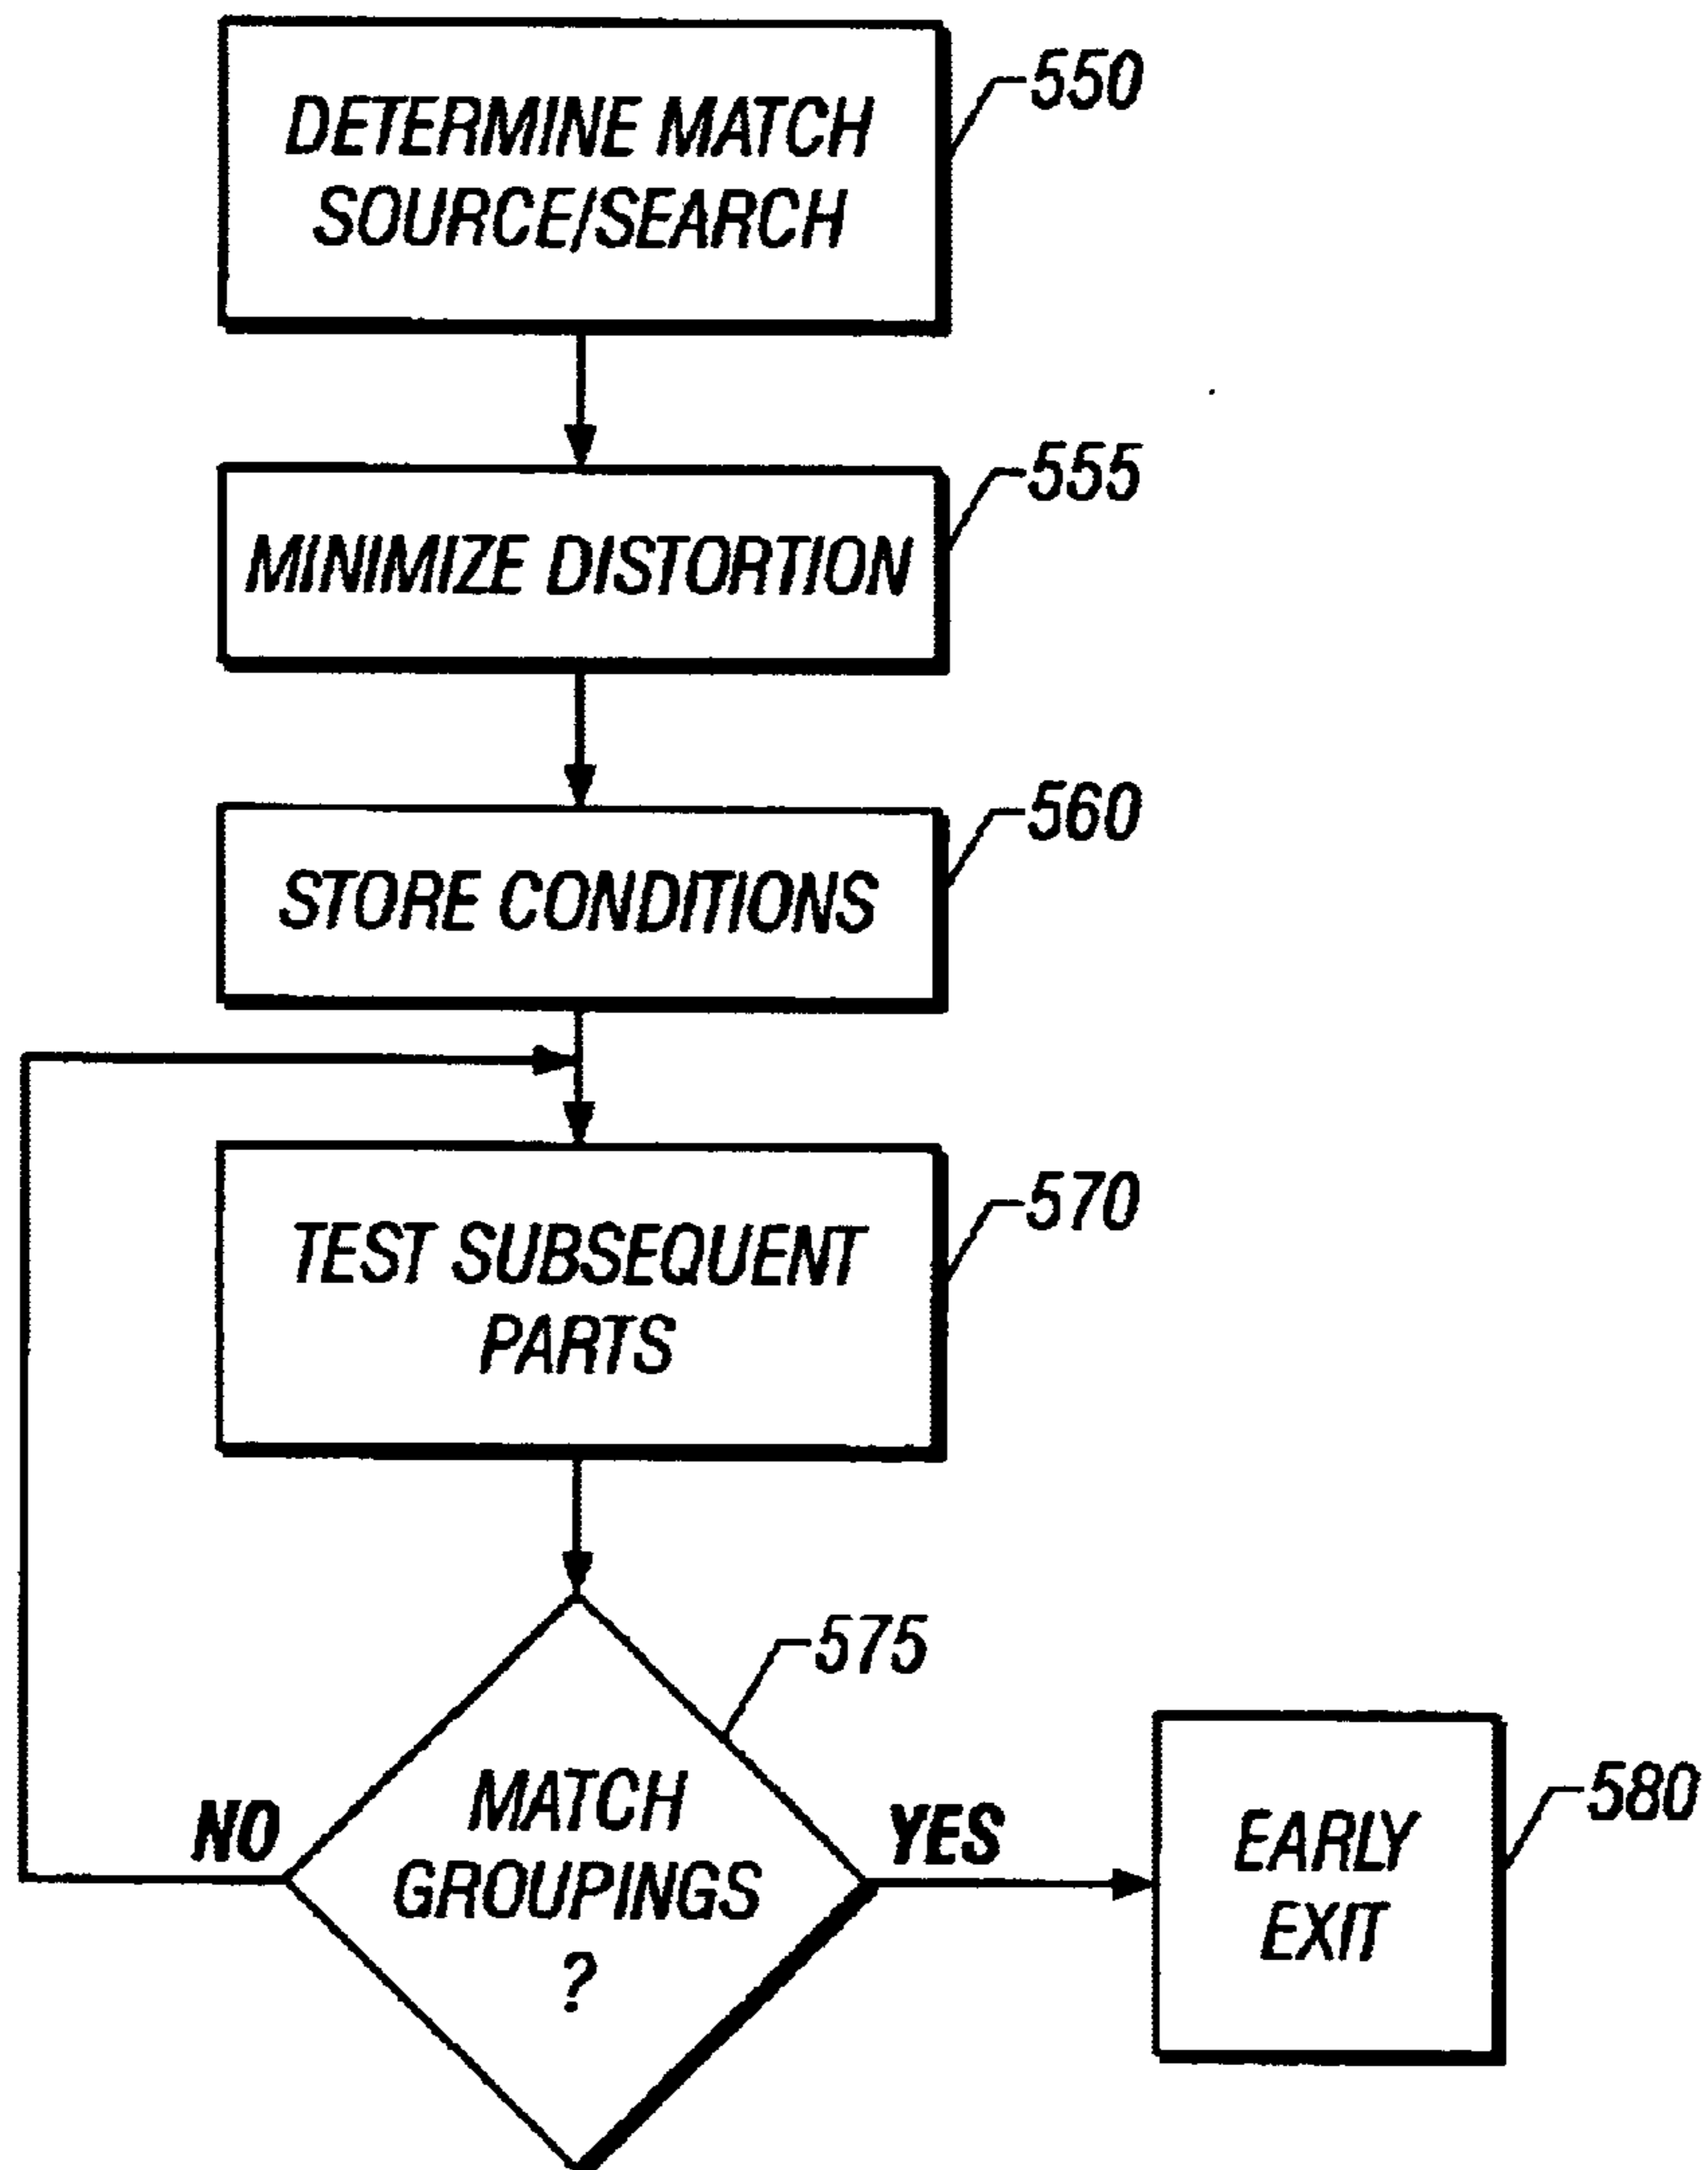 DETERMINE MATCH
SOURCE/SEARCH
550
MINIMIZE DISTORTION
555
STORE CONDITIONS
560
TEST SUBSEQUENT
PARTS
570
MATCH
GROUPINGS
?
575
NO
YES
EARLY
EXIT
580